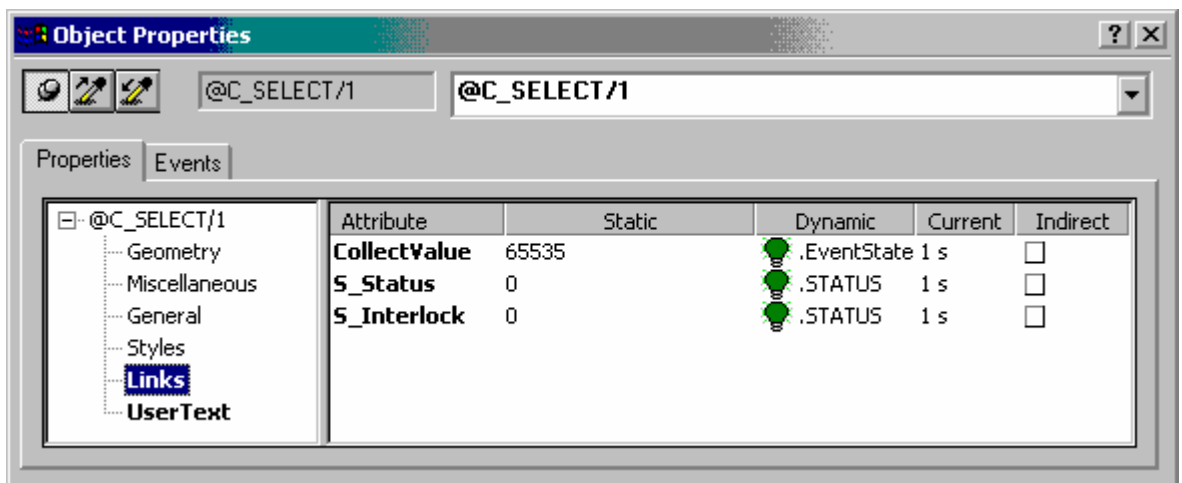 Object Properties
@C_SELECT/1 @C_SELECT/1
Properties Events
@C_SELECT/1
Geometry
Miscellaneous
General
Styles
Links
UserText
Attribute Static Dynamic Current Indirect
CollectValue 65535 .EventState 1 s
S_Status 0 .STATUS 1 s
S_Interlock 0 .STATUS 1 s